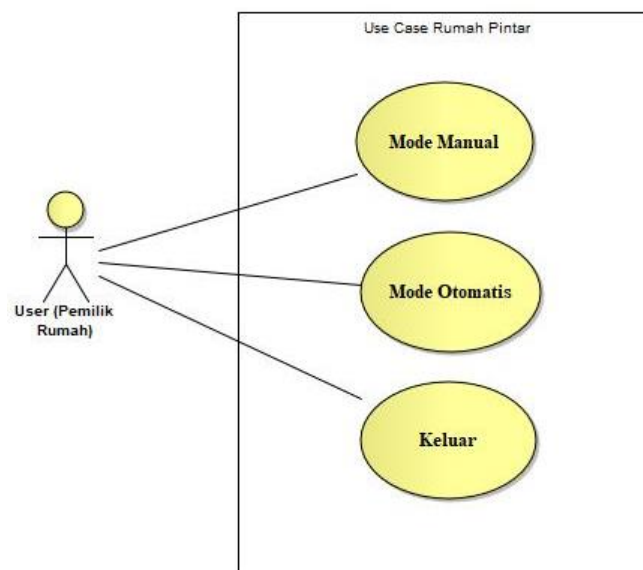 Use Case Rumah Pintar
Mode Manual
Mode Otomatis
User (Pemilik
Rumah)
Keluar